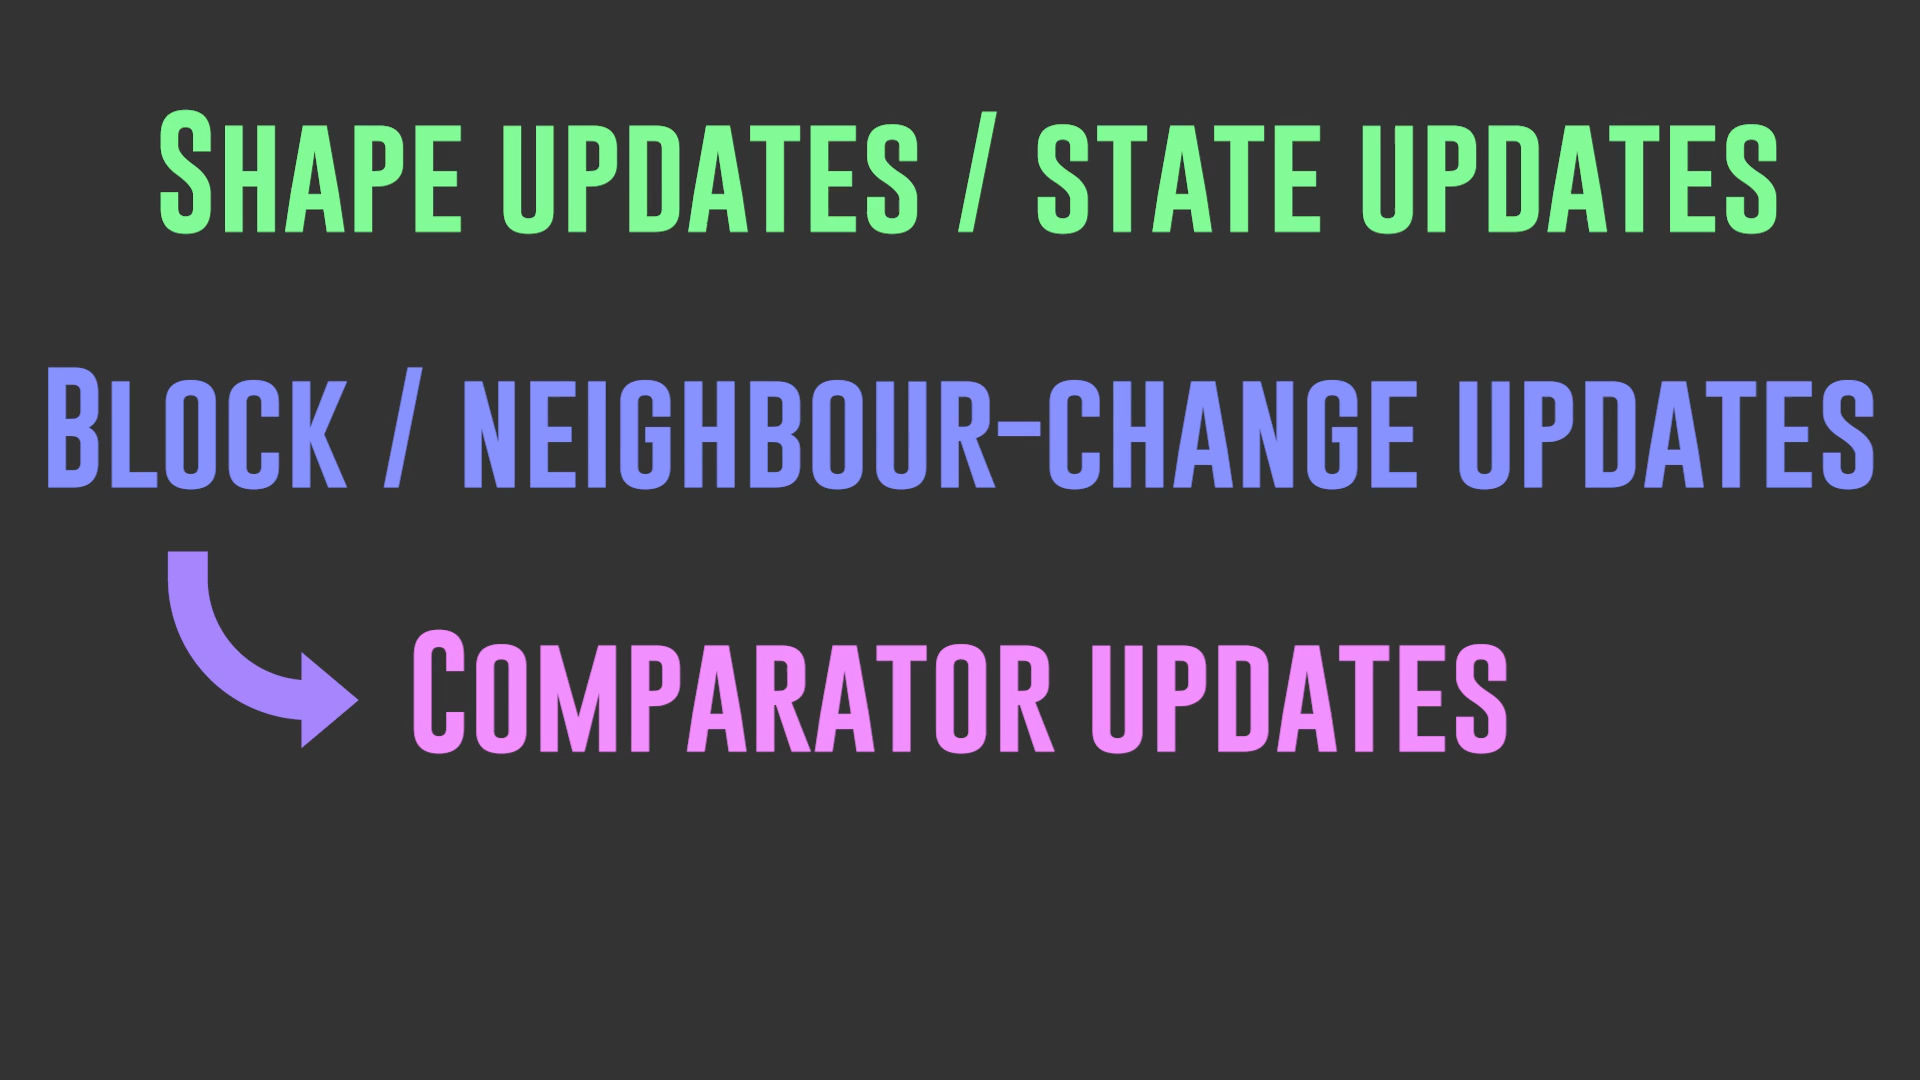 Shape updates / state updates
Block / neighbour-change updates
Comparator updates